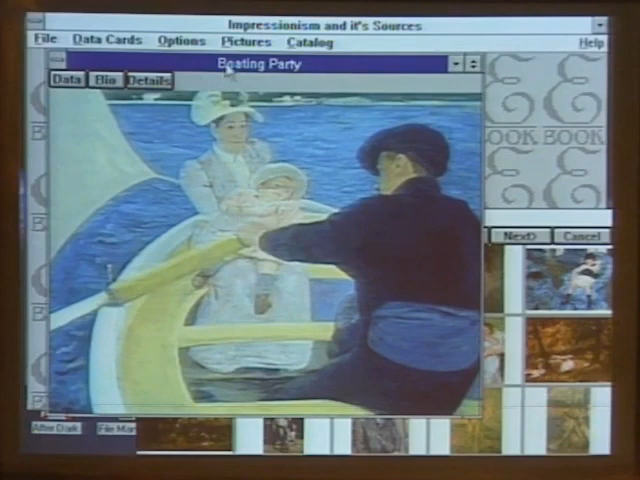 Impressionism and it's Sources
File Data Cards Options Pictures Catalog Help
Boating Party
Data Bio Details
BOOK BOOK
Next> Cancel
After Dark File Man